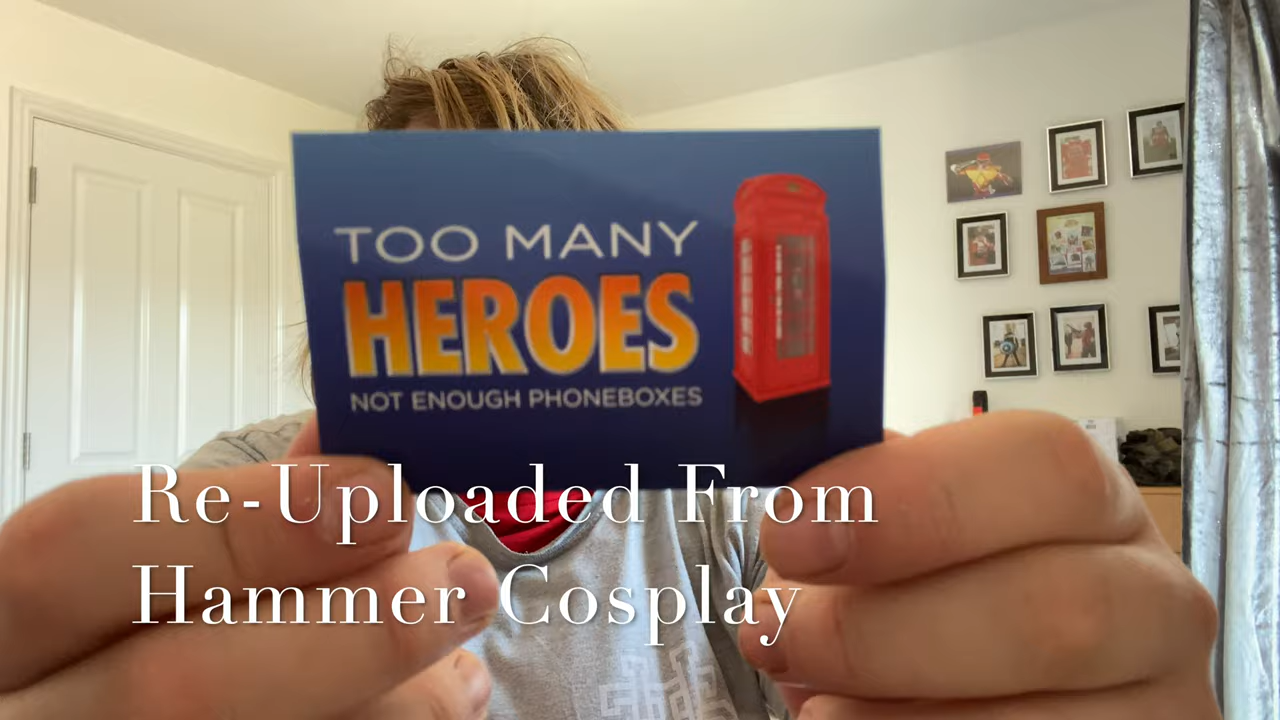 TOO MANY
HEROES
NOT ENOUGH PHONEBOXES
Re-Uploaded From
Hammer Cosplay